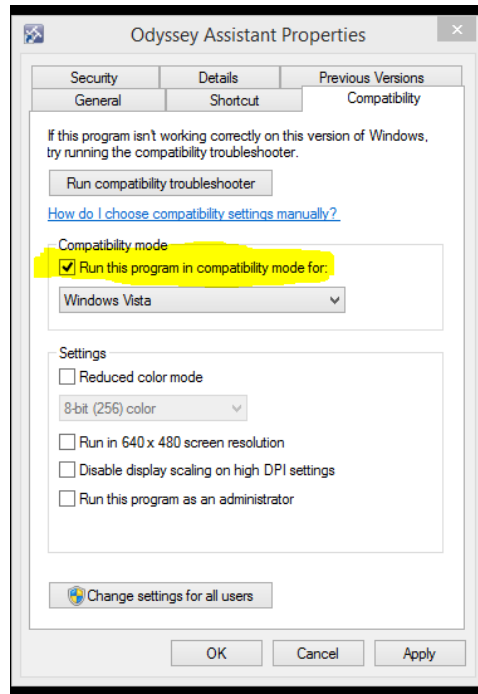 Odyssey Assistant Properties
Security Details Previous Versions
General Shortcut Compatibility
If this program isn't working correctly on this version of Windows,
try running the compatibility troubleshooter.
Run compatibility troubleshooter
How do I choose compatibility settings manually?
Compatibility mode
Run this program in compatibility mode for:
Windows Vista
Settings
Reduced color mode
8-bit (256) color
Run in 640 x 480 screen resolution
Disable display scaling on high DPI settings
Run this program as an administrator
Change settings for all users
OK Cancel Apply